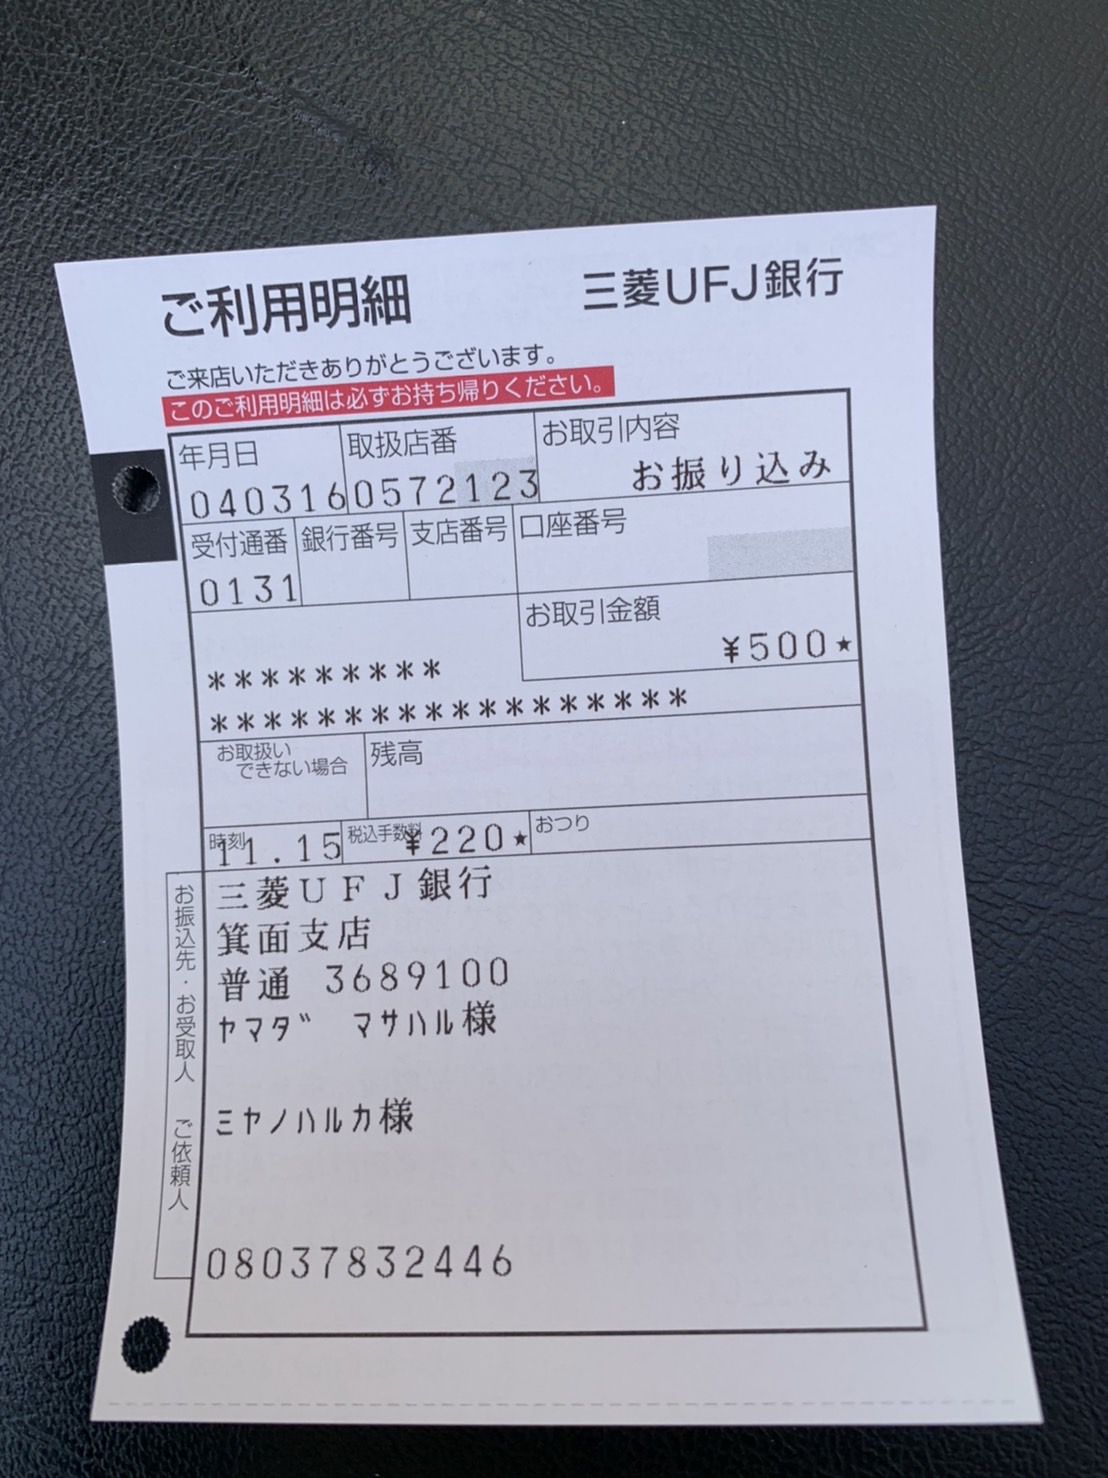 ご利用明細 三菱UFJ銀行
ご来店いただきありがとうございます。
このご利用明細は必ずお持ち帰りください。
年月日 取扱店番 お取引内容
040316 0572123 お振り込み
受付通番 銀行番号 支店番号 口座番号
0131
お取引金額
¥500★
*********
******************
お取扱い
できない場合
残高
時刻 11.15 税込手数料 ¥220★ おつり
お振込先・お受取人 ご依頼人
三菱UFJ銀行
箕面支店
普通 3689100
ヤマダ マサハル様
ミヤノハルカ様
08037832446